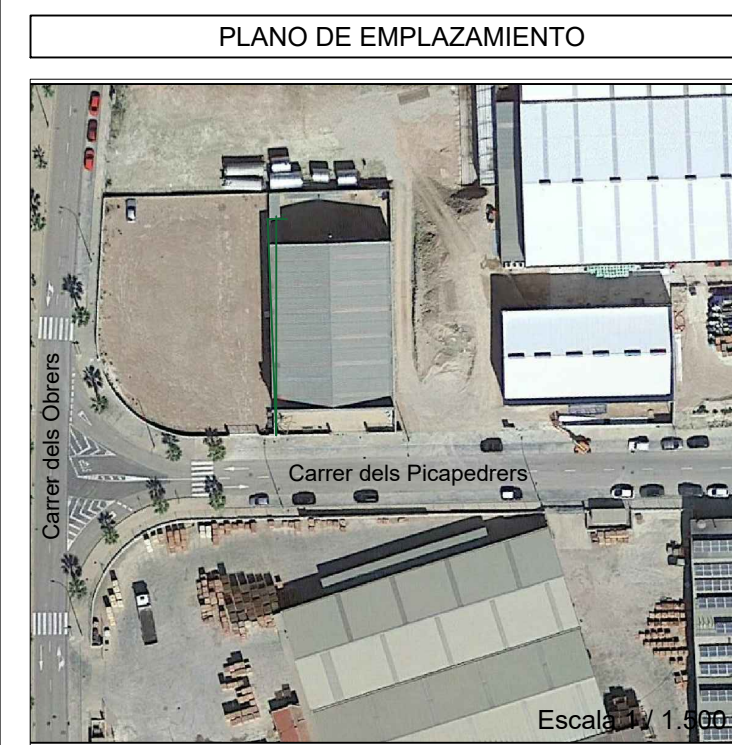 PLANO DE EMPLAZAMIENTO
Carrer dels Obrers
Carrer dels Picapedrers
Escala 1 / 1.500